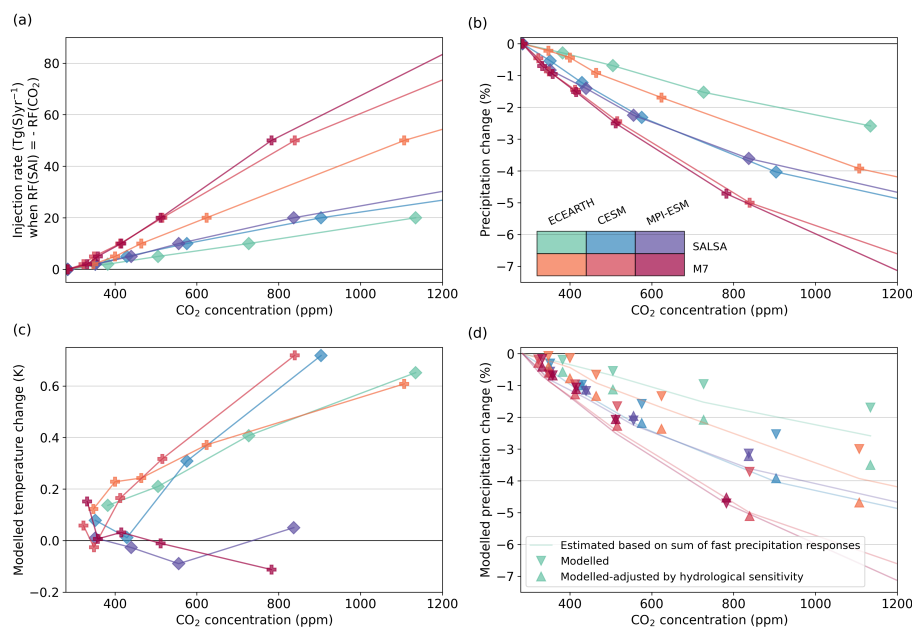 (a)
Injection rate (Tg(S)yr⁻¹)
when RF(SAI) = - RF(CO₂)
80
60
40
20
0
400 600 800 1000 1200
CO₂ concentration (ppm)
(b)
Precipitation change (%)
0
−1
−2
−3
−4
−5
−6
−7
ECEARTH CESM MPI-ESM
SALSA
M7
400 600 800 1000 1200
CO₂ concentration (ppm)
(c)
Modelled temperature change (K)
0.6
0.4
0.2
0.0
−0.2
400 600 800 1000 1200
CO₂ concentration (ppm)
(d)
Modelled precipitation change (%)
0
−1
−2
−3
−4
−5
−6
−7
Estimated based on sum of fast precipitation responses
Modelled
Modelled-adjusted by hydrological sensitivity
400 600 800 1000 1200
CO₂ concentration (ppm)